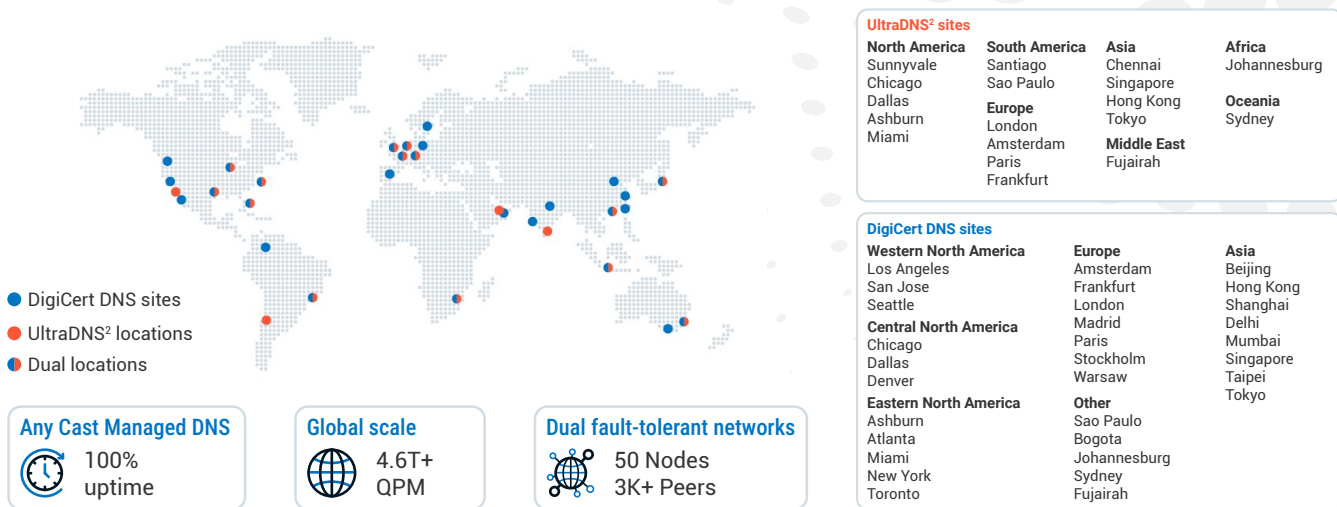 DigiCert DNS sites
UltraDNS² locations
Dual locations
Any Cast Managed DNS
100%
uptime
Global scale
4.6T+
QPM
Dual fault-tolerant networks
50 Nodes
3K+ Peers
UltraDNS² sites
North America
Sunnyvale
Chicago
Dallas
Ashburn
Miami
South America
Santiago
Sao Paulo
Europe
London
Amsterdam
Paris
Frankfurt
Asia
Chennai
Singapore
Hong Kong
Tokyo
Middle East
Fujairah
Africa
Johannesburg
Oceania
Sydney
DigiCert DNS sites
Western North America
Los Angeles
San Jose
Seattle
Central North America
Chicago
Dallas
Denver
Eastern North America
Ashburn
Atlanta
Miami
New York
Toronto
Europe
Amsterdam
Frankfurt
London
Madrid
Paris
Stockholm
Warsaw
Other
Sao Paulo
Bogota
Johannesburg
Sydney
Fujairah
Asia
Beijing
Hong Kong
Shanghai
Delhi
Mumbai
Singapore
Taipei
Tokyo